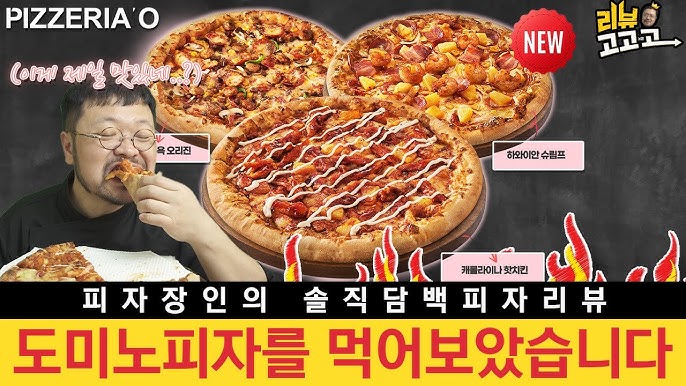 PIZZERIA'O
리뷰
고고고
NEW
(이게 제일 맛있네..?)
욕 오리진
하와이안 슈림프
캐롤라이나 핫치킨
피자장인의 솔직담백피자리뷰
도미노피자를 먹어보았습니다